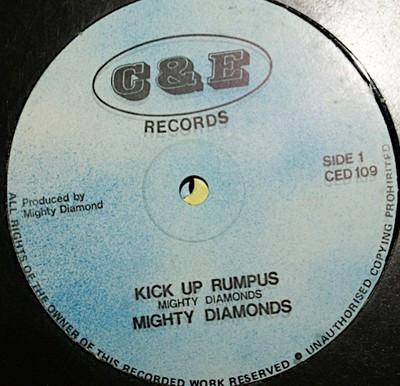 C & E
RECORDS
SIDE 1
CED 109
Produced by
Mighty Diamond
KICK UP RUMPUS
MIGHTY DIAMONDS
MIGHTY DIAMONDS
ALL RIGHTS OF THE OWNER OF THIS RECORDED WORK RESERVED ● UNAUTHORISED COPYING PROHIBITED